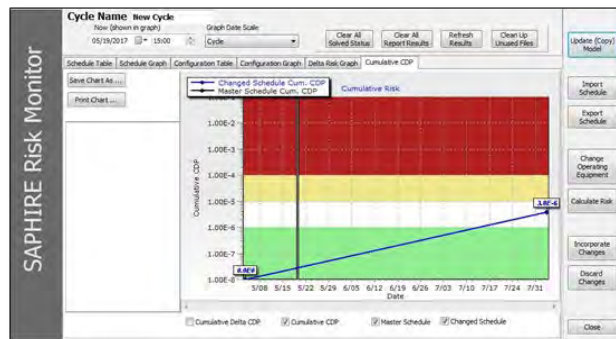 SAPHIRE Risk Monitor
Cycle Name New Cycle
Now (shown in graph)
05/19/2017
15:00
Graph Date Scale
Cycle
Clear All Solved Status
Clear All Report Results
Refresh Results
Clean Up Unused Files
Update (Copy) Model
Schedule Table
Schedule Graph
Configuration Table
Configuration Graph
Delta Risk Graph
Cumulative CDP
Save Chart As ...
Print Chart ...
Changed Schedule Cum. CDP
Master Schedule Cum. CDP
Cumulative Risk
Cumulative CDP
1.00E-2
1.00E-3
1.00E-4
1.00E-5
1.00E-6
1.00E-7
1.00E-8
0.0E0
5/08 5/15 5/22 5/29 6/05 6/12 6/19 6/26 7/03 7/10 7/17 7/24 7/31
Date
Cumulative Delta CDP
Cumulative CDP
Master Schedule
Changed Schedule
Import Schedule
Export Schedule
Change Operating Equipment
Calculate Risk
Incorporate Changes
Discard Changes
Close